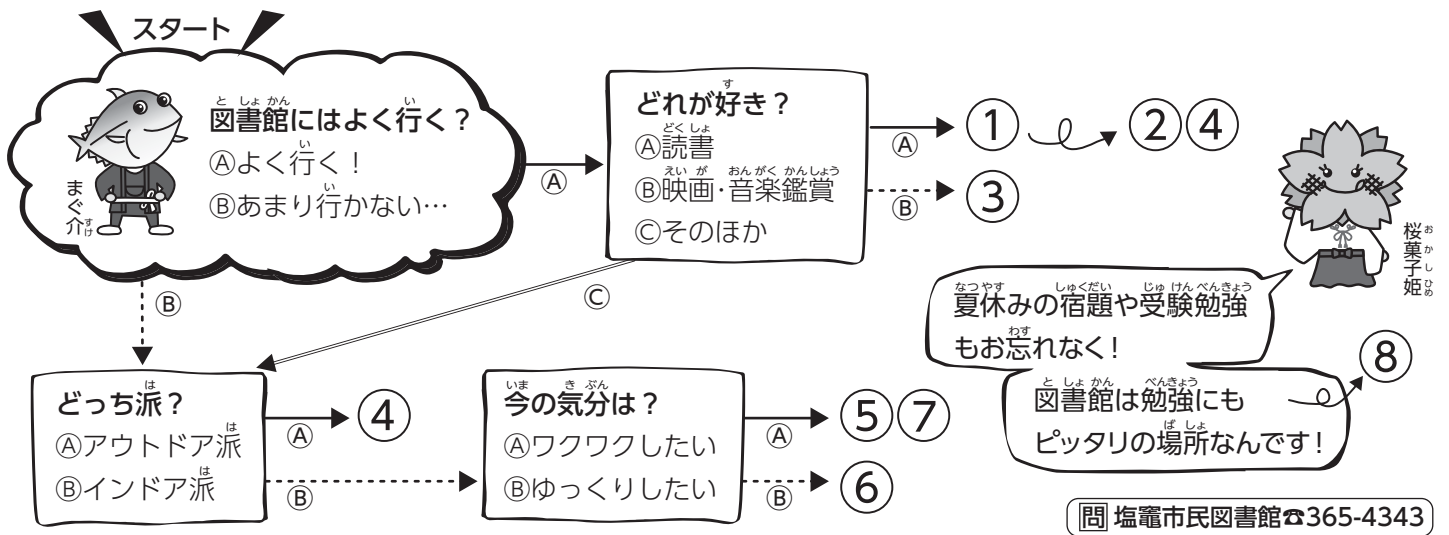 スタート
図書館にはよく行く？
Ⓐよく行く！
Ⓑあまり行かない…
まぐ介
Ⓐ
Ⓑ
どれが好き？
Ⓐ読書
Ⓑ映画・音楽鑑賞
Ⓒそのほか
Ⓐ
① ②④
Ⓑ
③
Ⓒ
桜菓子姫
どっち派？
Ⓐアウトドア派
Ⓑインドア派
Ⓐ
④
Ⓑ
今の気分は？
Ⓐワクワクしたい
Ⓑゆっくりしたい
Ⓐ
⑤⑦
Ⓑ
⑥
夏休みの宿題や受験勉強
もお忘れなく！
図書館は勉強にも
ピッタリの場所なんです！
⑧
問 塩竈市民図書館☎365-4343